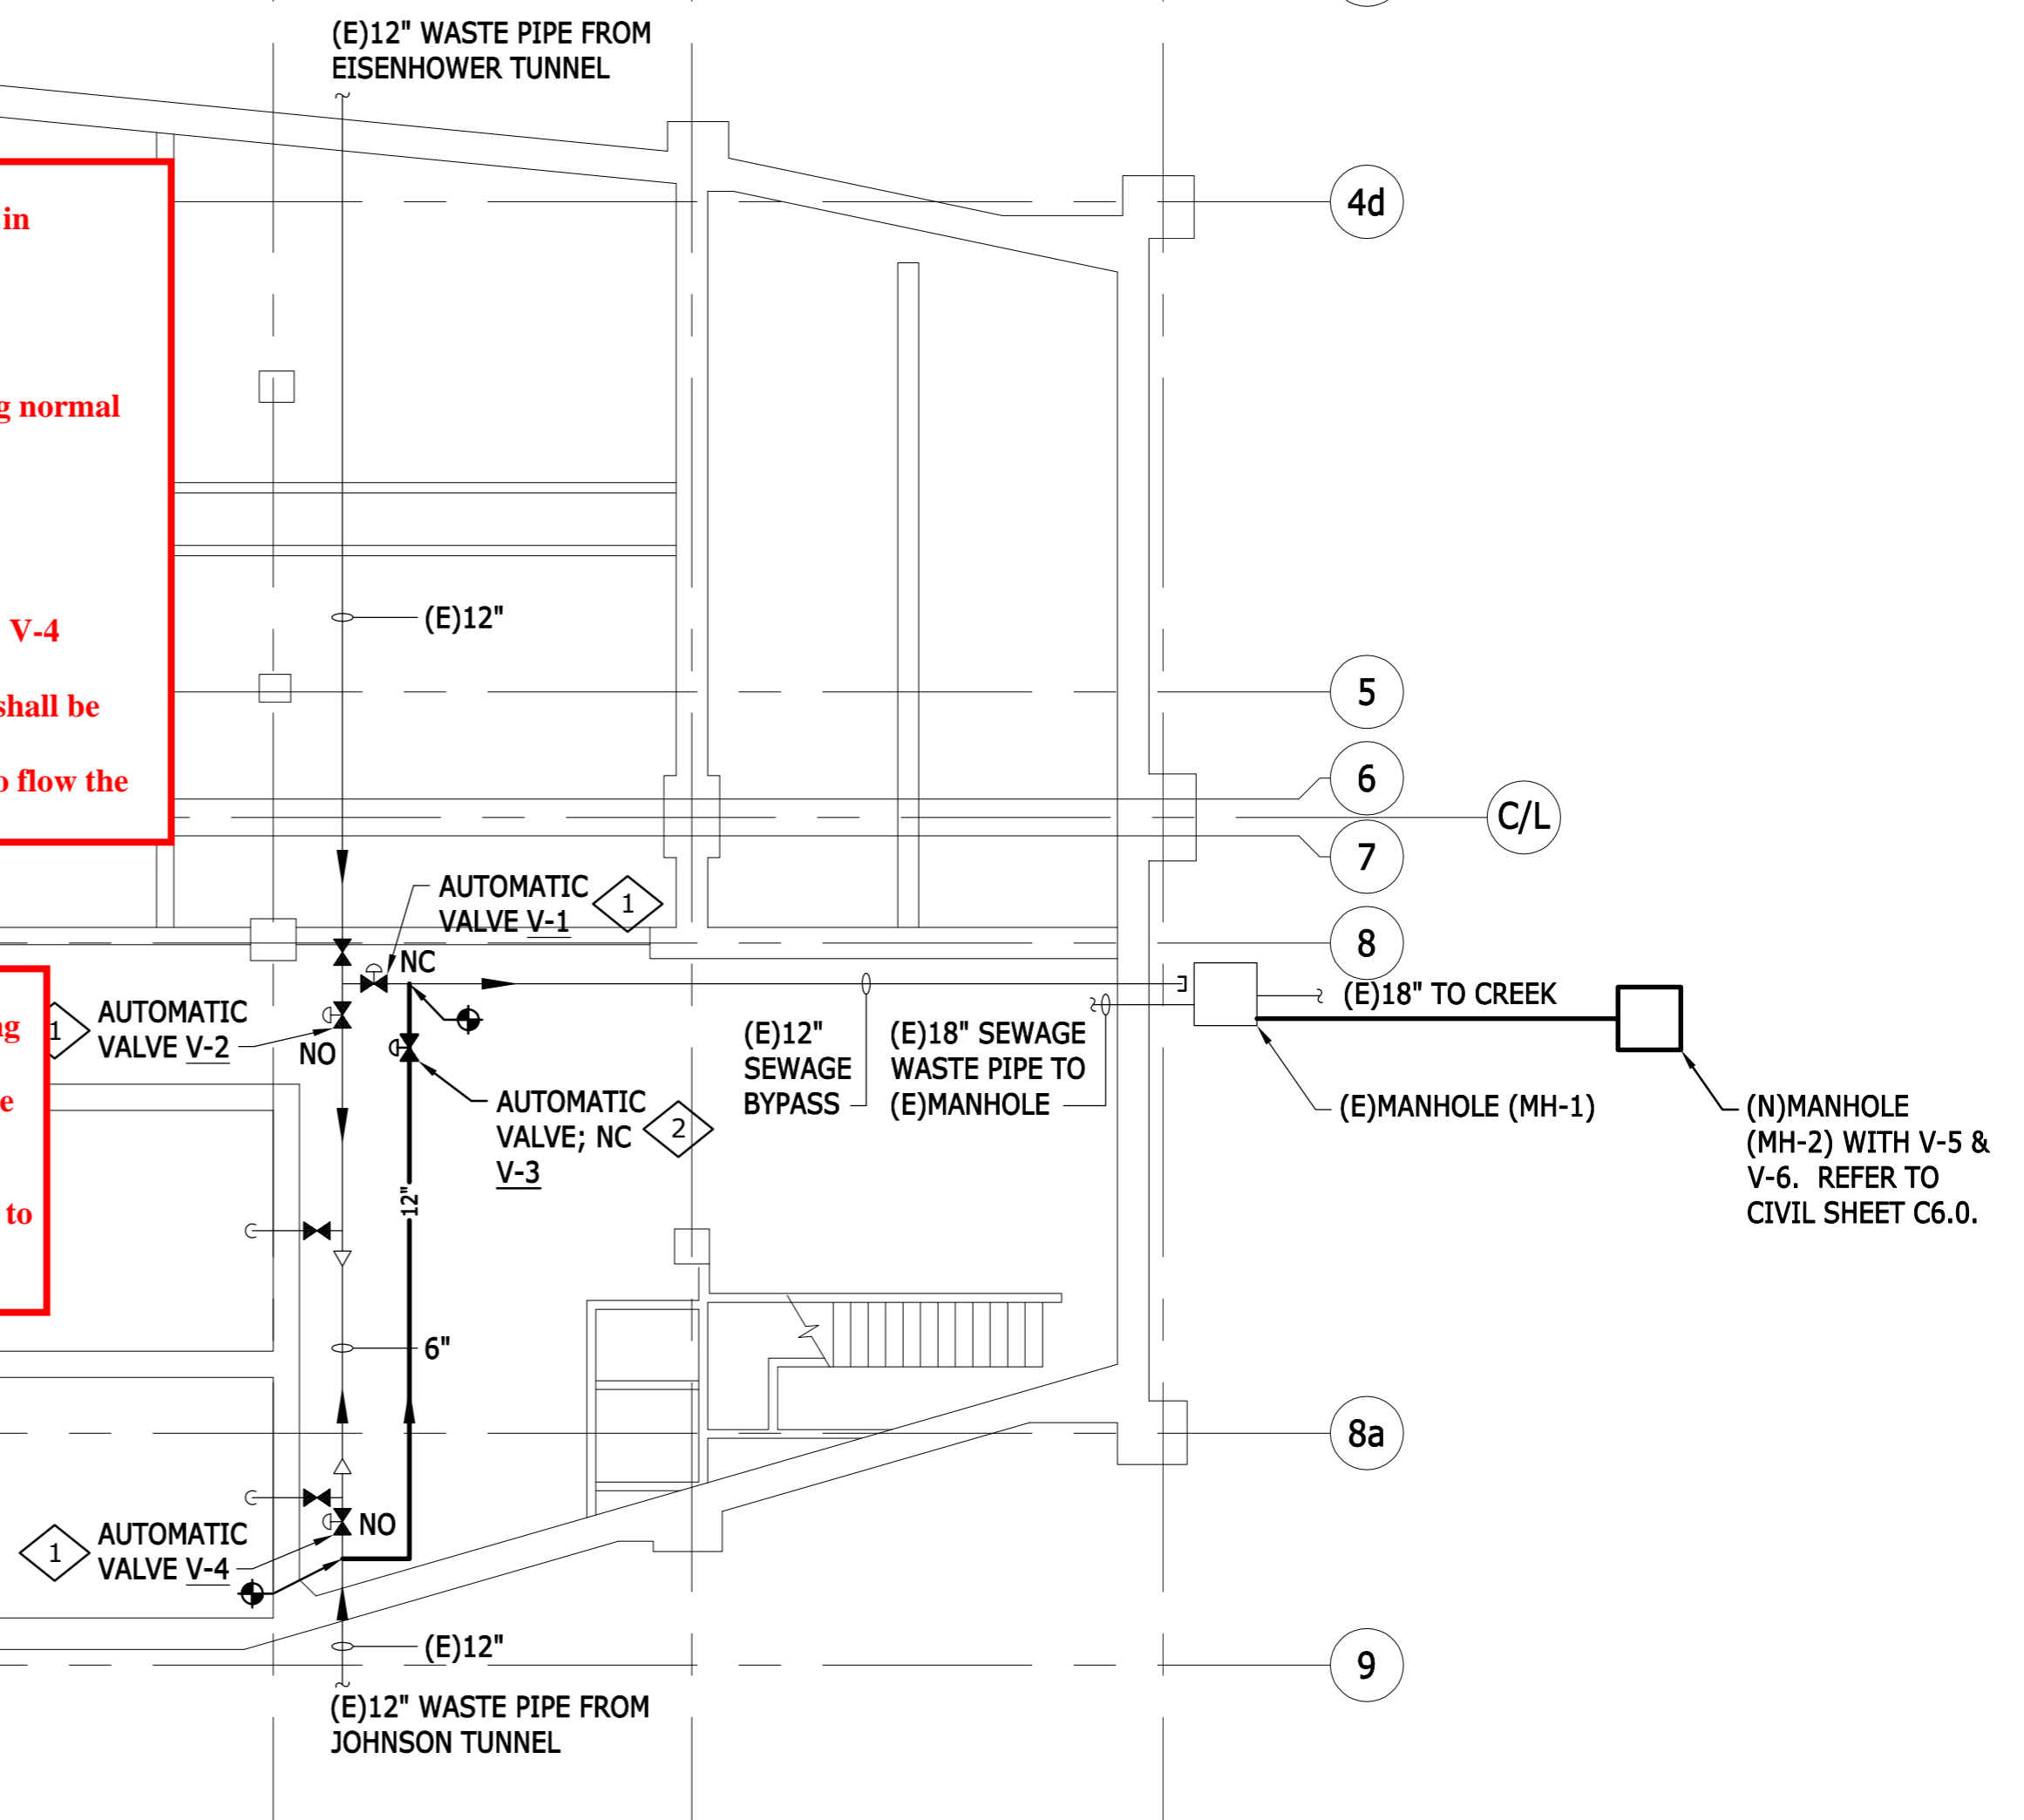 (E)12" WASTE PIPE FROM
EISENHOWER TUNNEL
4d
in
g normal
V-4
shall be
o flow the
(E)12"
5
6
C/L
7
8
AUTOMATIC
VALVE V-1
1
NC
AUTOMATIC
VALVE V-2
1
NO
ng
e
to
AUTOMATIC
VALVE; NC
V-3
2
12"
(E)12"
SEWAGE
BYPASS
(E)18" SEWAGE
WASTE PIPE TO
(E)MANHOLE
(E)18" TO CREEK
(E)MANHOLE (MH-1)
(N)MANHOLE
(MH-2) WITH V-5 &
V-6. REFER TO
CIVIL SHEET C6.0.
6"
8a
NO
1
AUTOMATIC
VALVE V-4
(E)12"
9
(E)12" WASTE PIPE FROM
JOHNSON TUNNEL